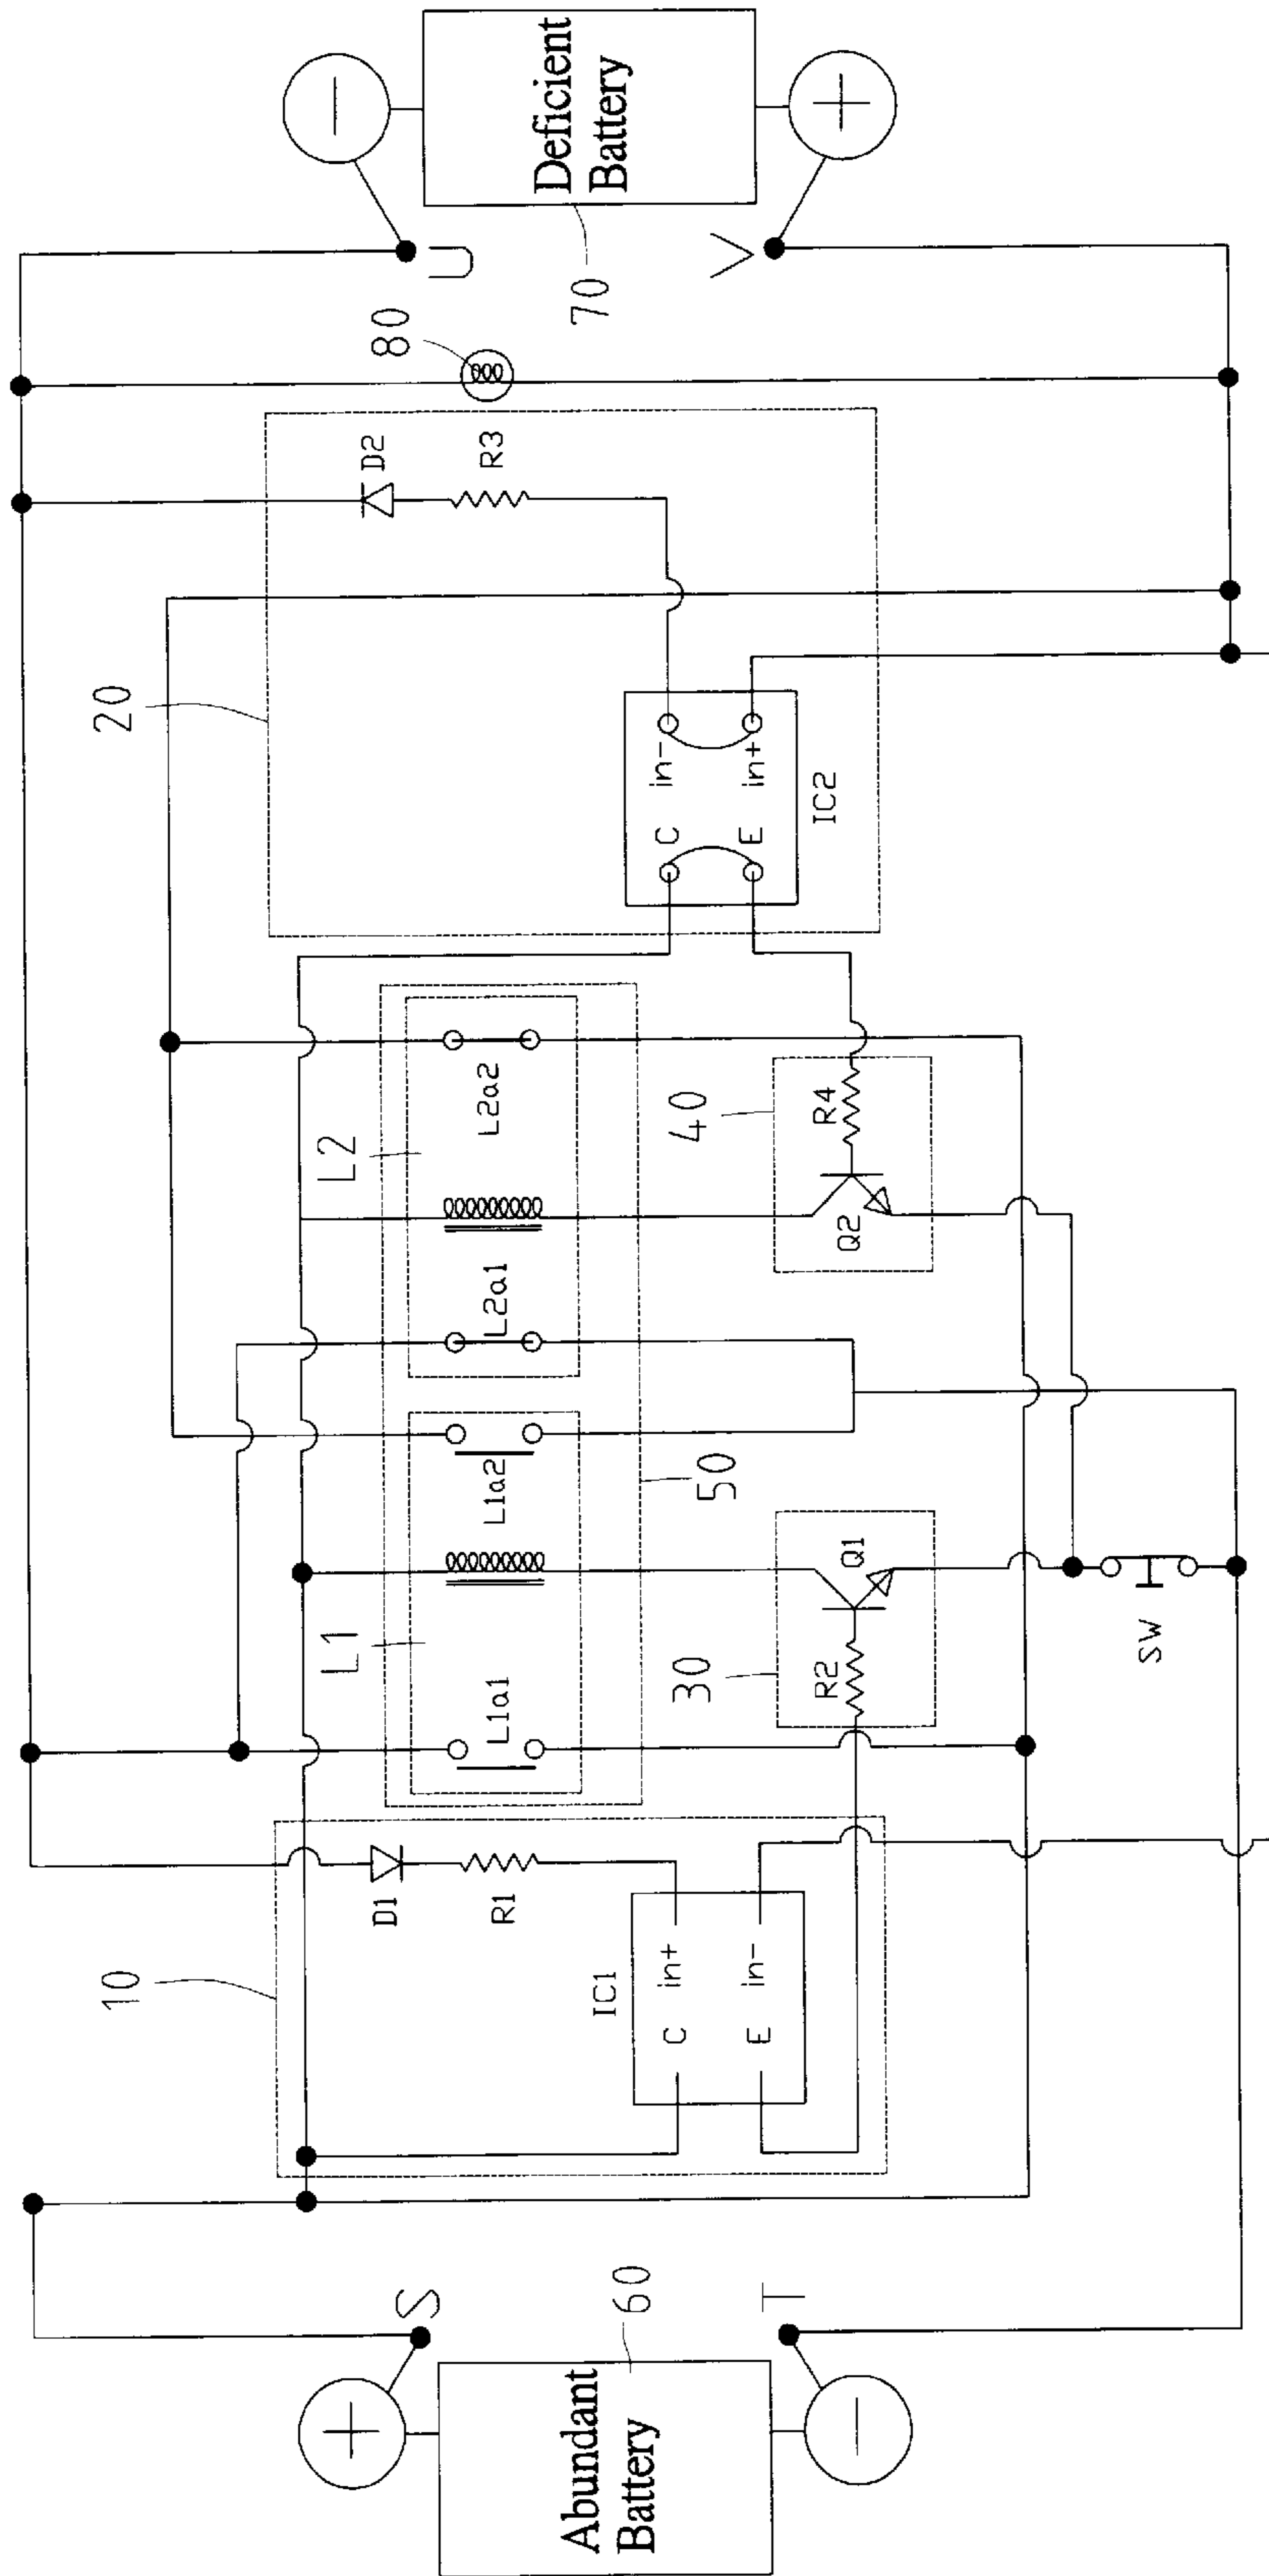 Abundant
Battery
60
S
T
+
−
10
D1
R1
IC1
C
in+
E
in-
L1
L1a1
L1a2
30
R2
Q1
SW
50
L2
L2a1
L2a2
40
R4
Q2
20
IC2
C
in-
E
in+
D2
R3
80
U
V
70
Deficient
Battery
−
+